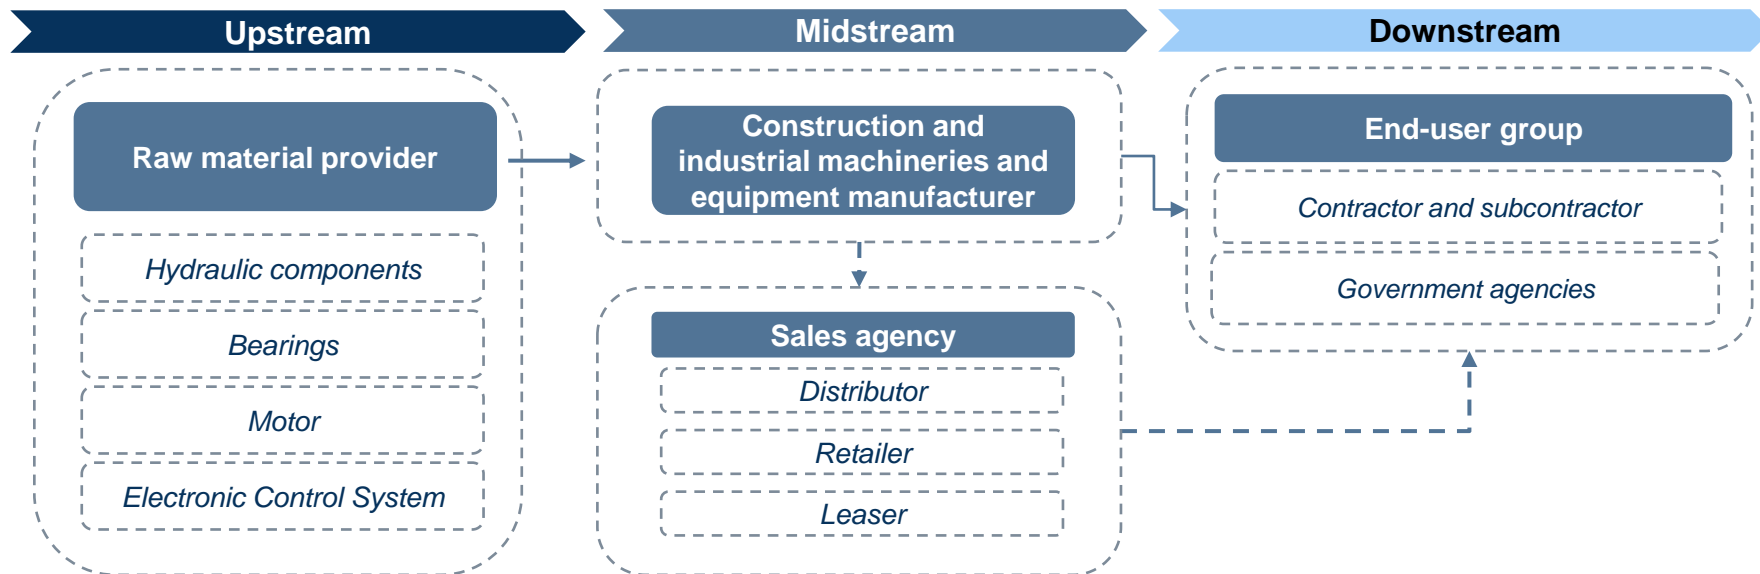 Upstream
Midstream
Downstream
Raw material provider
Hydraulic components
Bearings
Motor
Electronic Control System
Construction and
industrial machineries and
equipment manufacturer
Sales agency
Distributor
Retailer
Leaser
End-user group
Contractor and subcontractor
Government agencies